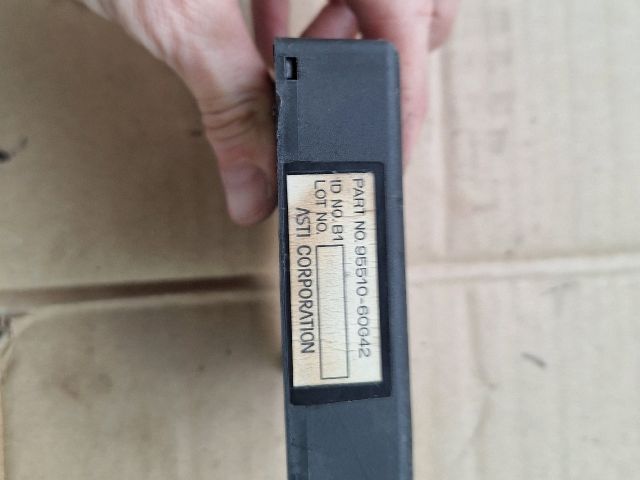 PART NO. 95510-60G42
ID NO. B1
LOT NO.
ASTI CORPORATION